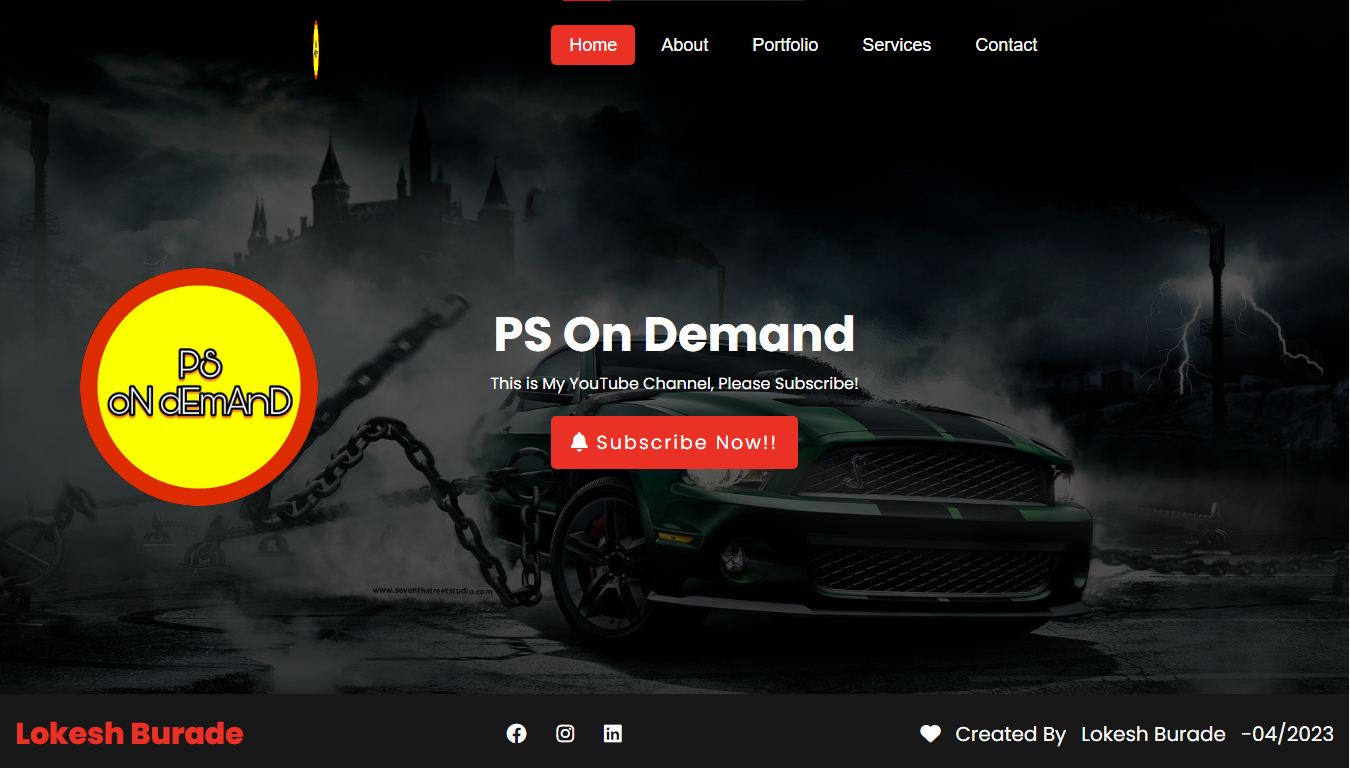 Home About Portfolio Services Contact
PS
oN dEmAnD
PS On Demand
This is My YouTube Channel, Please Subscribe!
Subscribe Now!!
www.seventhstreetstudio.com
Lokesh Burade
Created By Lokesh Burade -04/2023